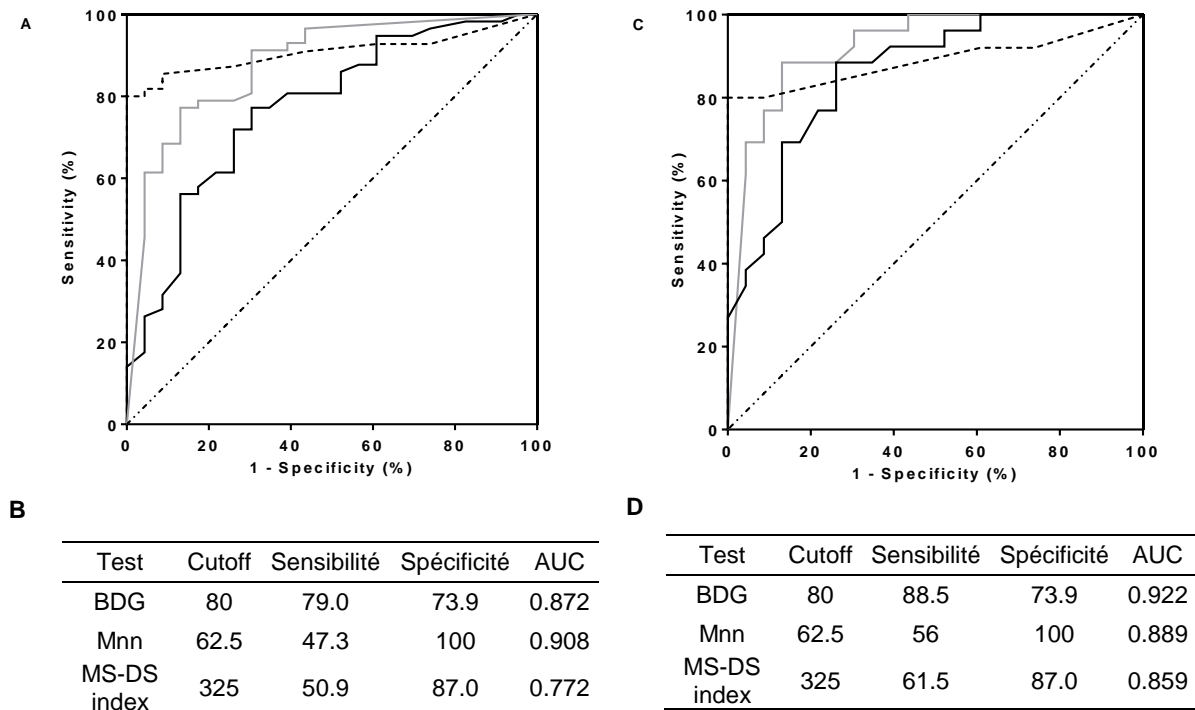 A
100
80
60
40
20
0
Sensitivity (%)
0 20 40 60 80 100
1 - Specificity (%)
C
100
80
60
40
20
0
Sensitivity (%)
0 20 40 60 80 100
1 - Specificity (%)
B
Test Cutoff Sensibilité Spécificité AUC
BDG 80 79.0 73.9 0.872
Mnn 62.5 47.3 100 0.908
MS-DS
index 325 50.9 87.0 0.772
D
Test Cutoff Sensibilité Spécificité AUC
BDG 80 88.5 73.9 0.922
Mnn 62.5 56 100 0.889
MS-DS
index 325 61.5 87.0 0.859